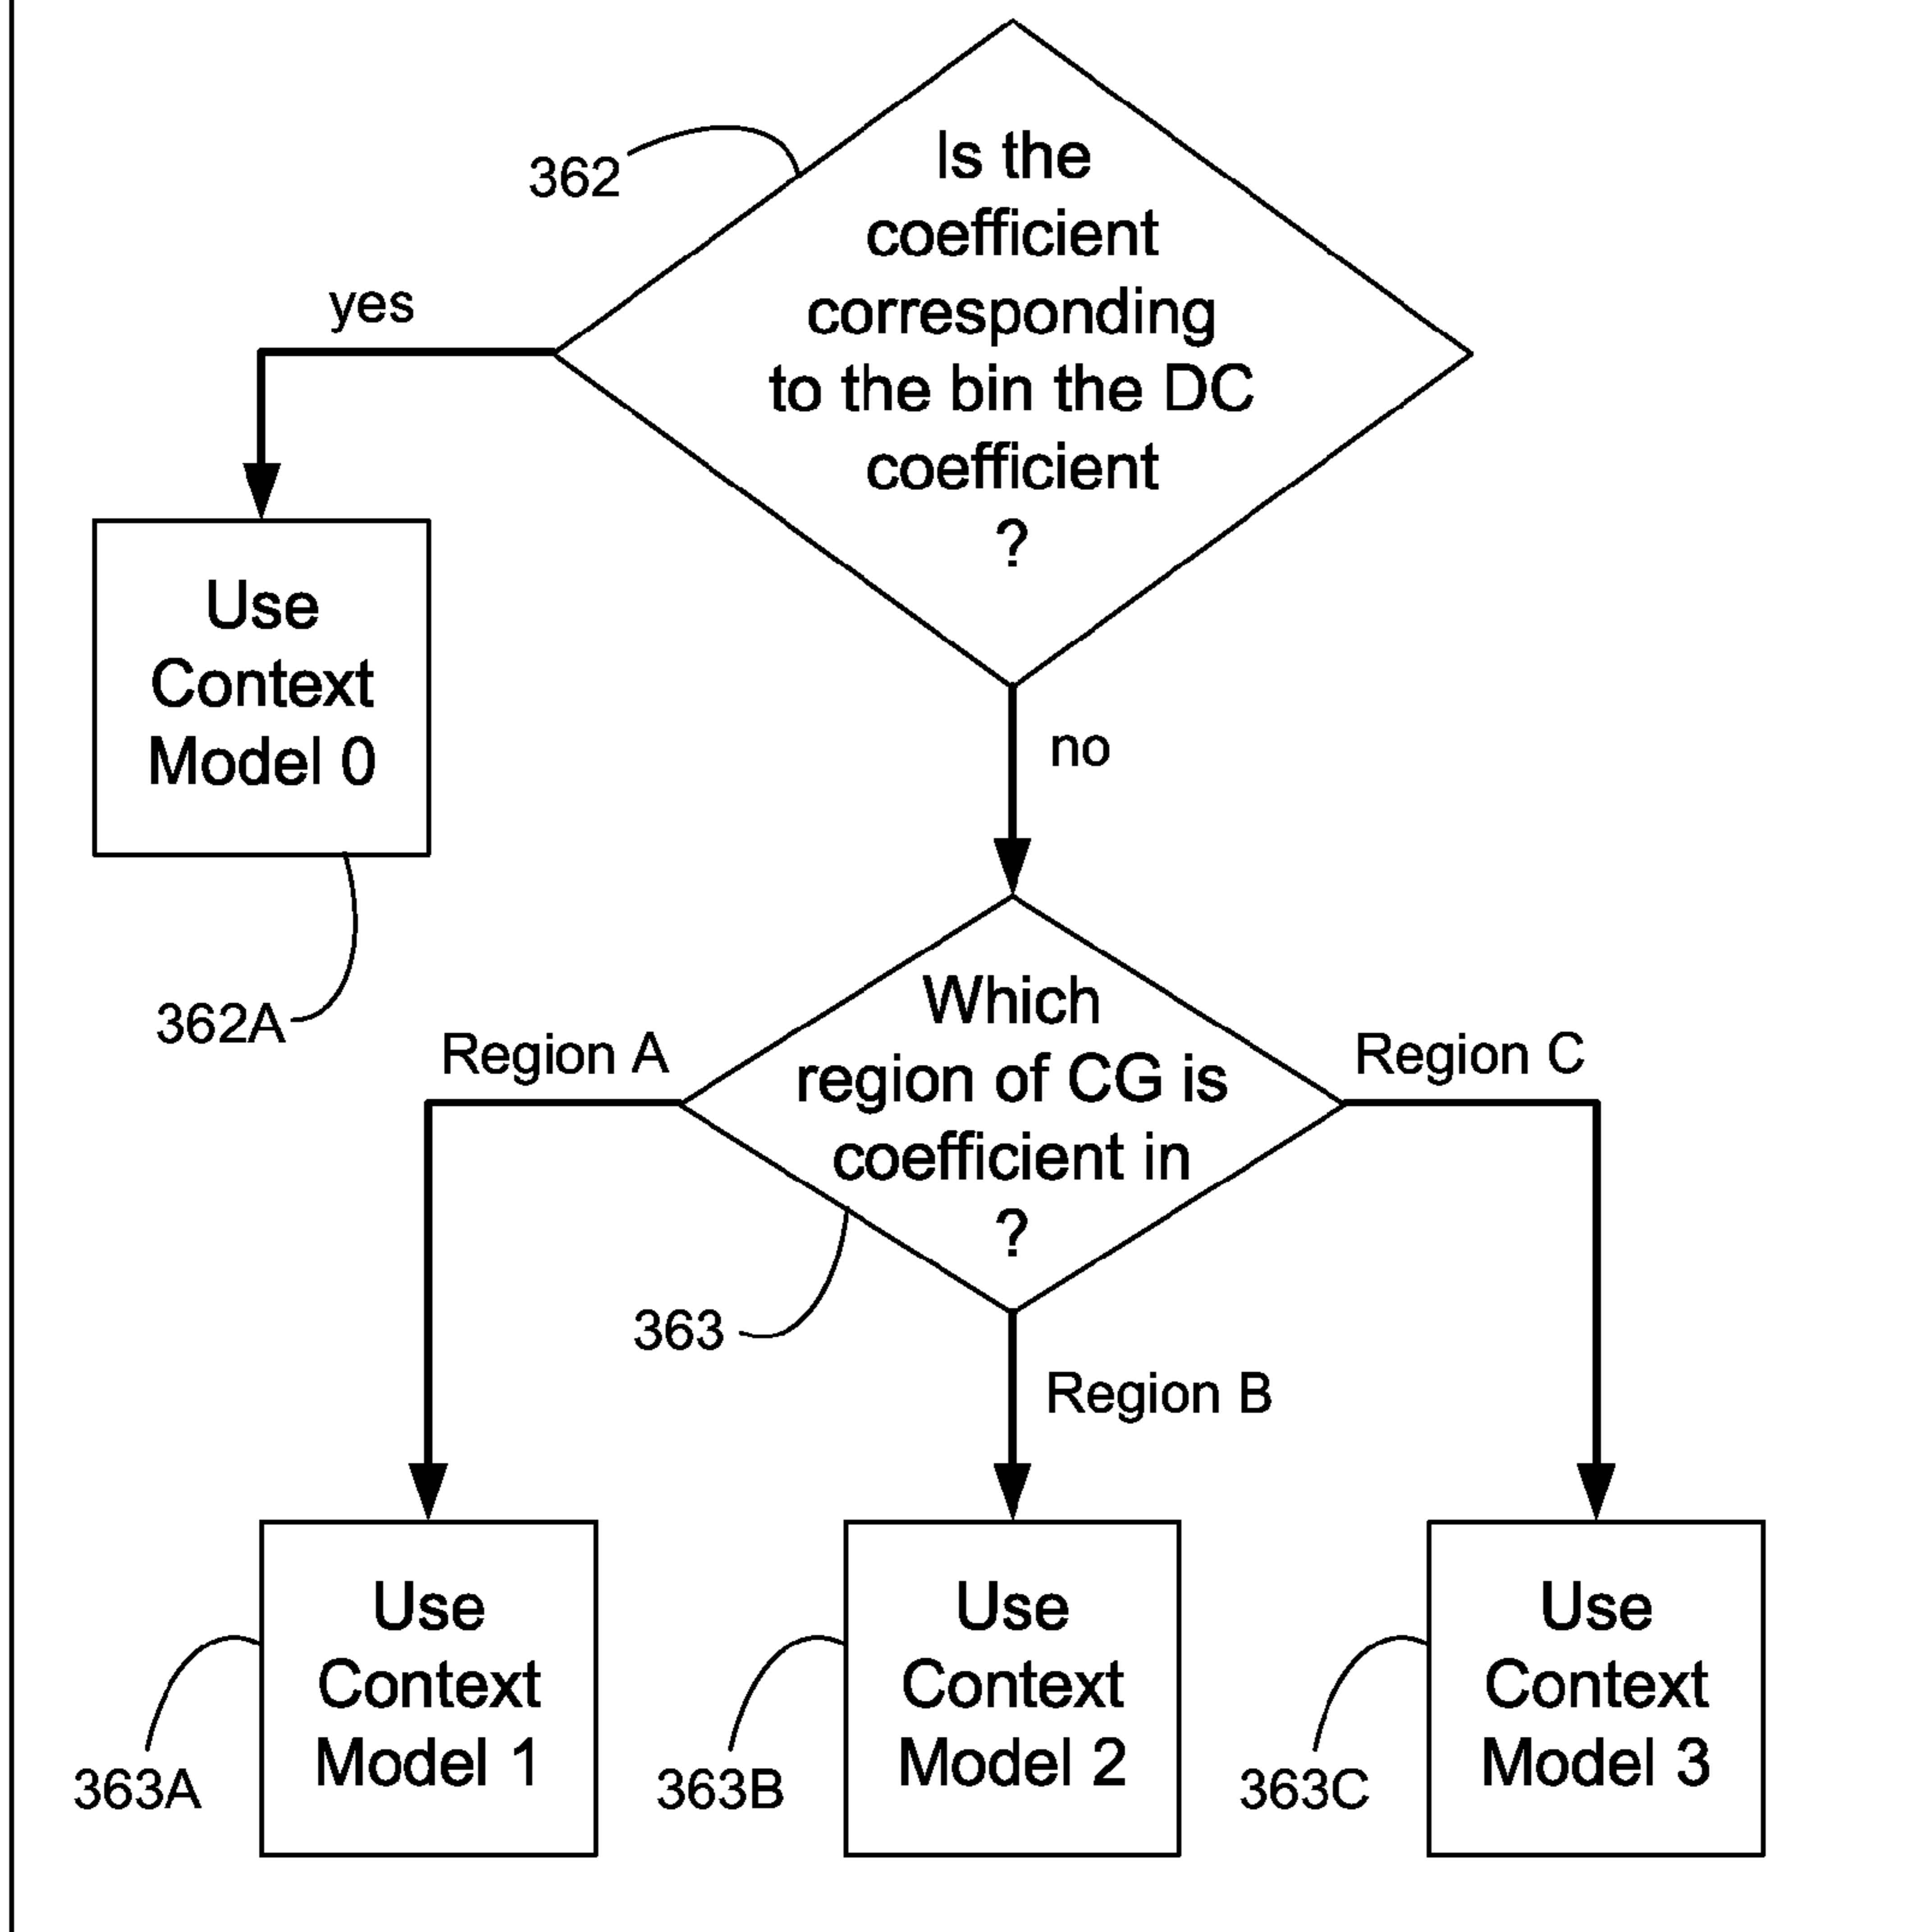 Is the
coefficient
corresponding
to the bin the DC
coefficient
?
362
yes
Use
Context
Model 0
362A
no
Which
region of CG is
coefficient in
?
363
Region A
Region B
Region C
Use
Context
Model 1
363A
Use
Context
Model 2
363B
Use
Context
Model 3
363C